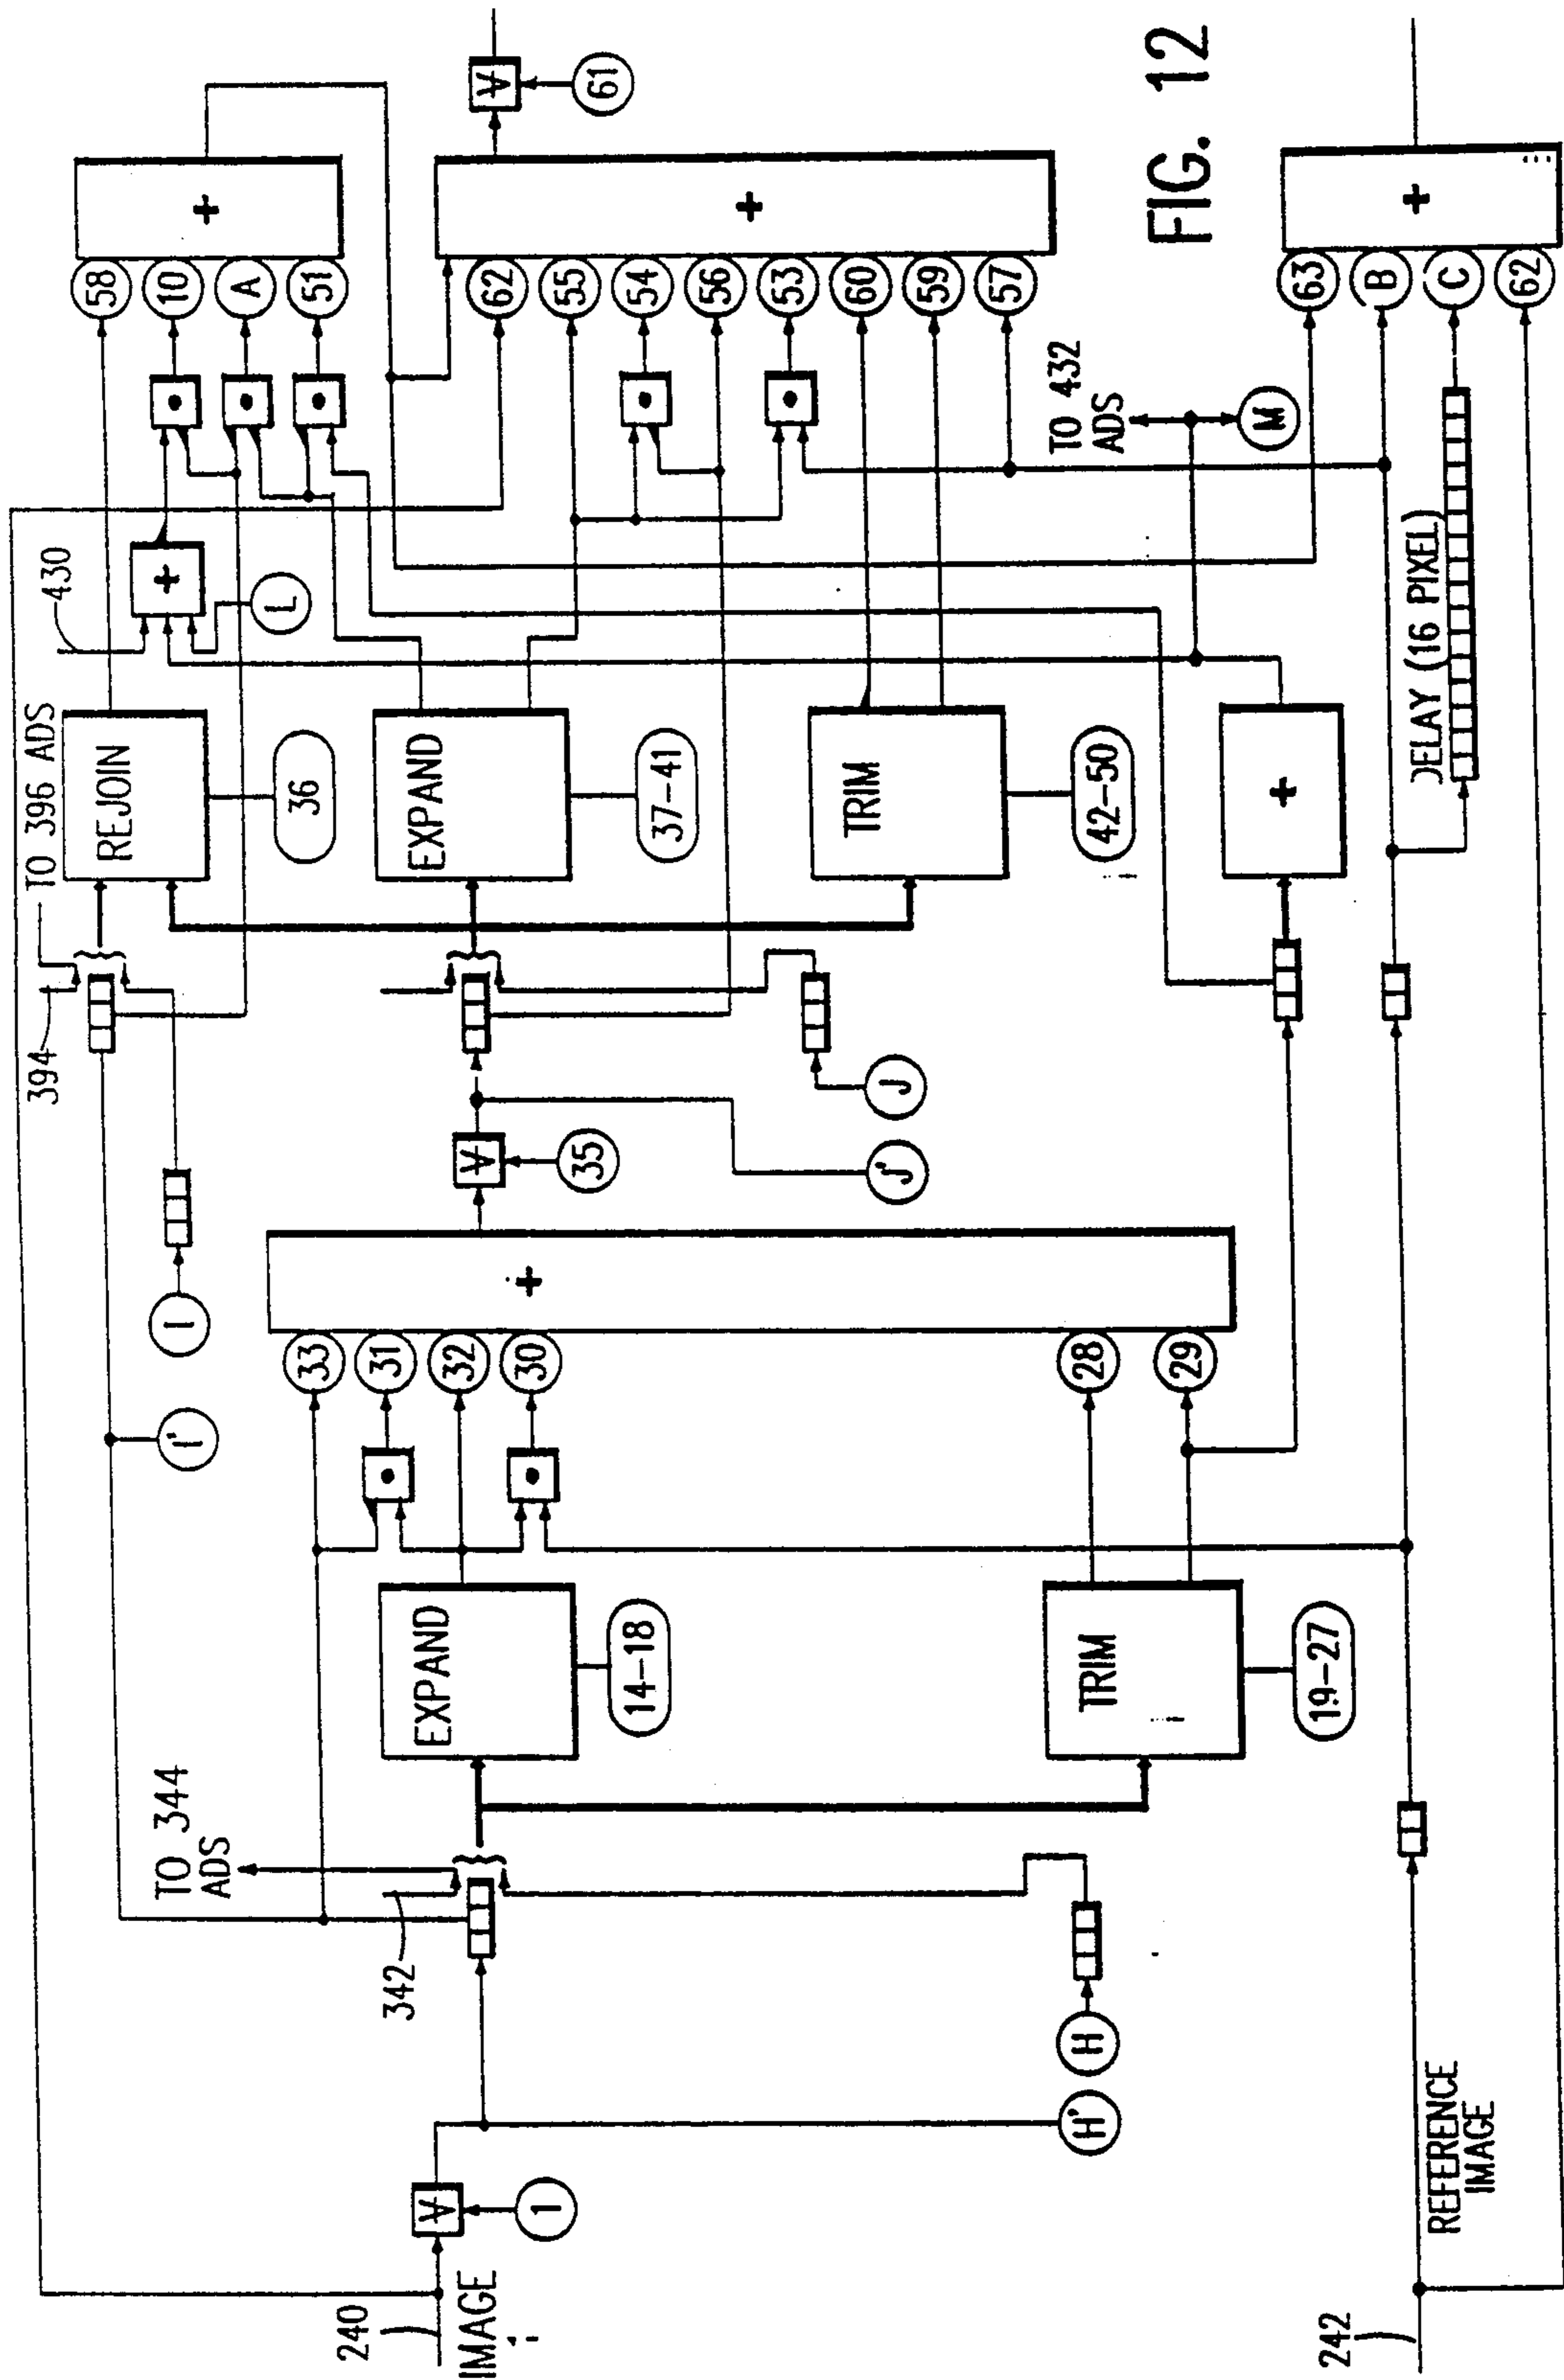 FIG. 12
240
IMAGE
1
H'
H
342
TO 344
ADS
EXPAND
14-18
TRIM
19-27
33
31
32
30
28
29
+
I'
I
35
J'
J
394
TO 396 ADS
REJOIN
36
EXPAND
37-41
TRIM
42-50
+
430
+
L
58
10
A
51
+
62
55
54
56
53
60
59
57
+
61
TO 432
ADS
M
63
B
C
62
+
DELAY (16 PIXEL)
REFERENCE
IMAGE
242